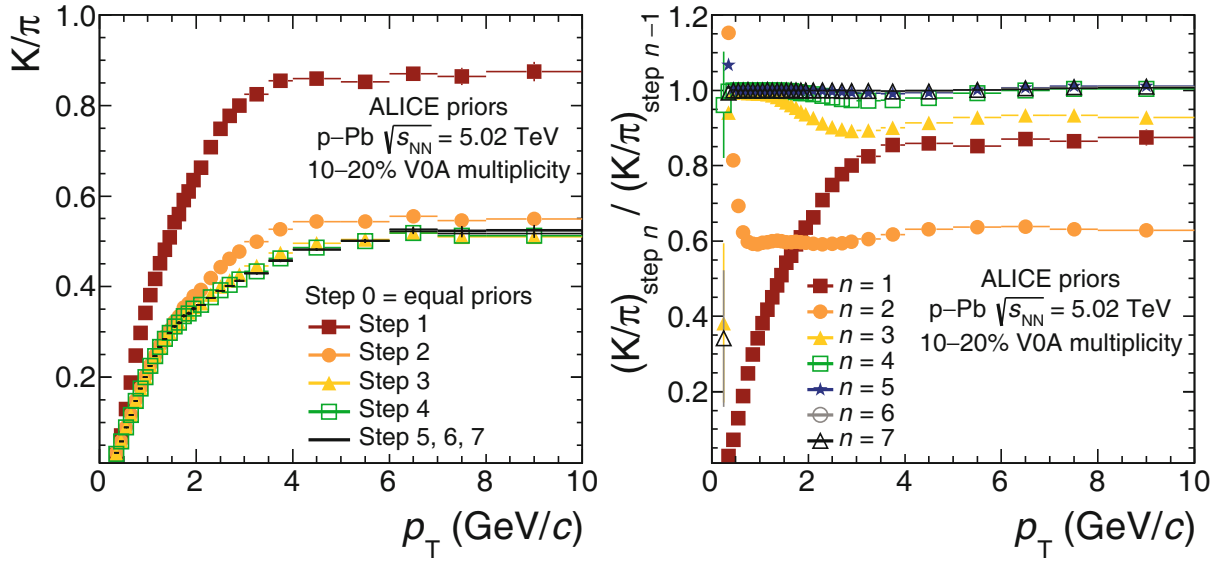 K/π
1.0
0.8
0.6
0.4
0.2
ALICE priors
p–Pb √sNN = 5.02 TeV
10–20% V0A multiplicity
Step 0 = equal priors
Step 1
Step 2
Step 3
Step 4
Step 5, 6, 7
0 2 4 6 8 10
pT (GeV/c)
(K/π)step n / (K/π)step n −1
1.2
1.0
0.8
0.6
0.4
0.2
n = 1
n = 2
n = 3
n = 4
n = 5
n = 6
n = 7
ALICE priors
p–Pb √sNN = 5.02 TeV
10–20% V0A multiplicity
0 2 4 6 8 10
pT (GeV/c)